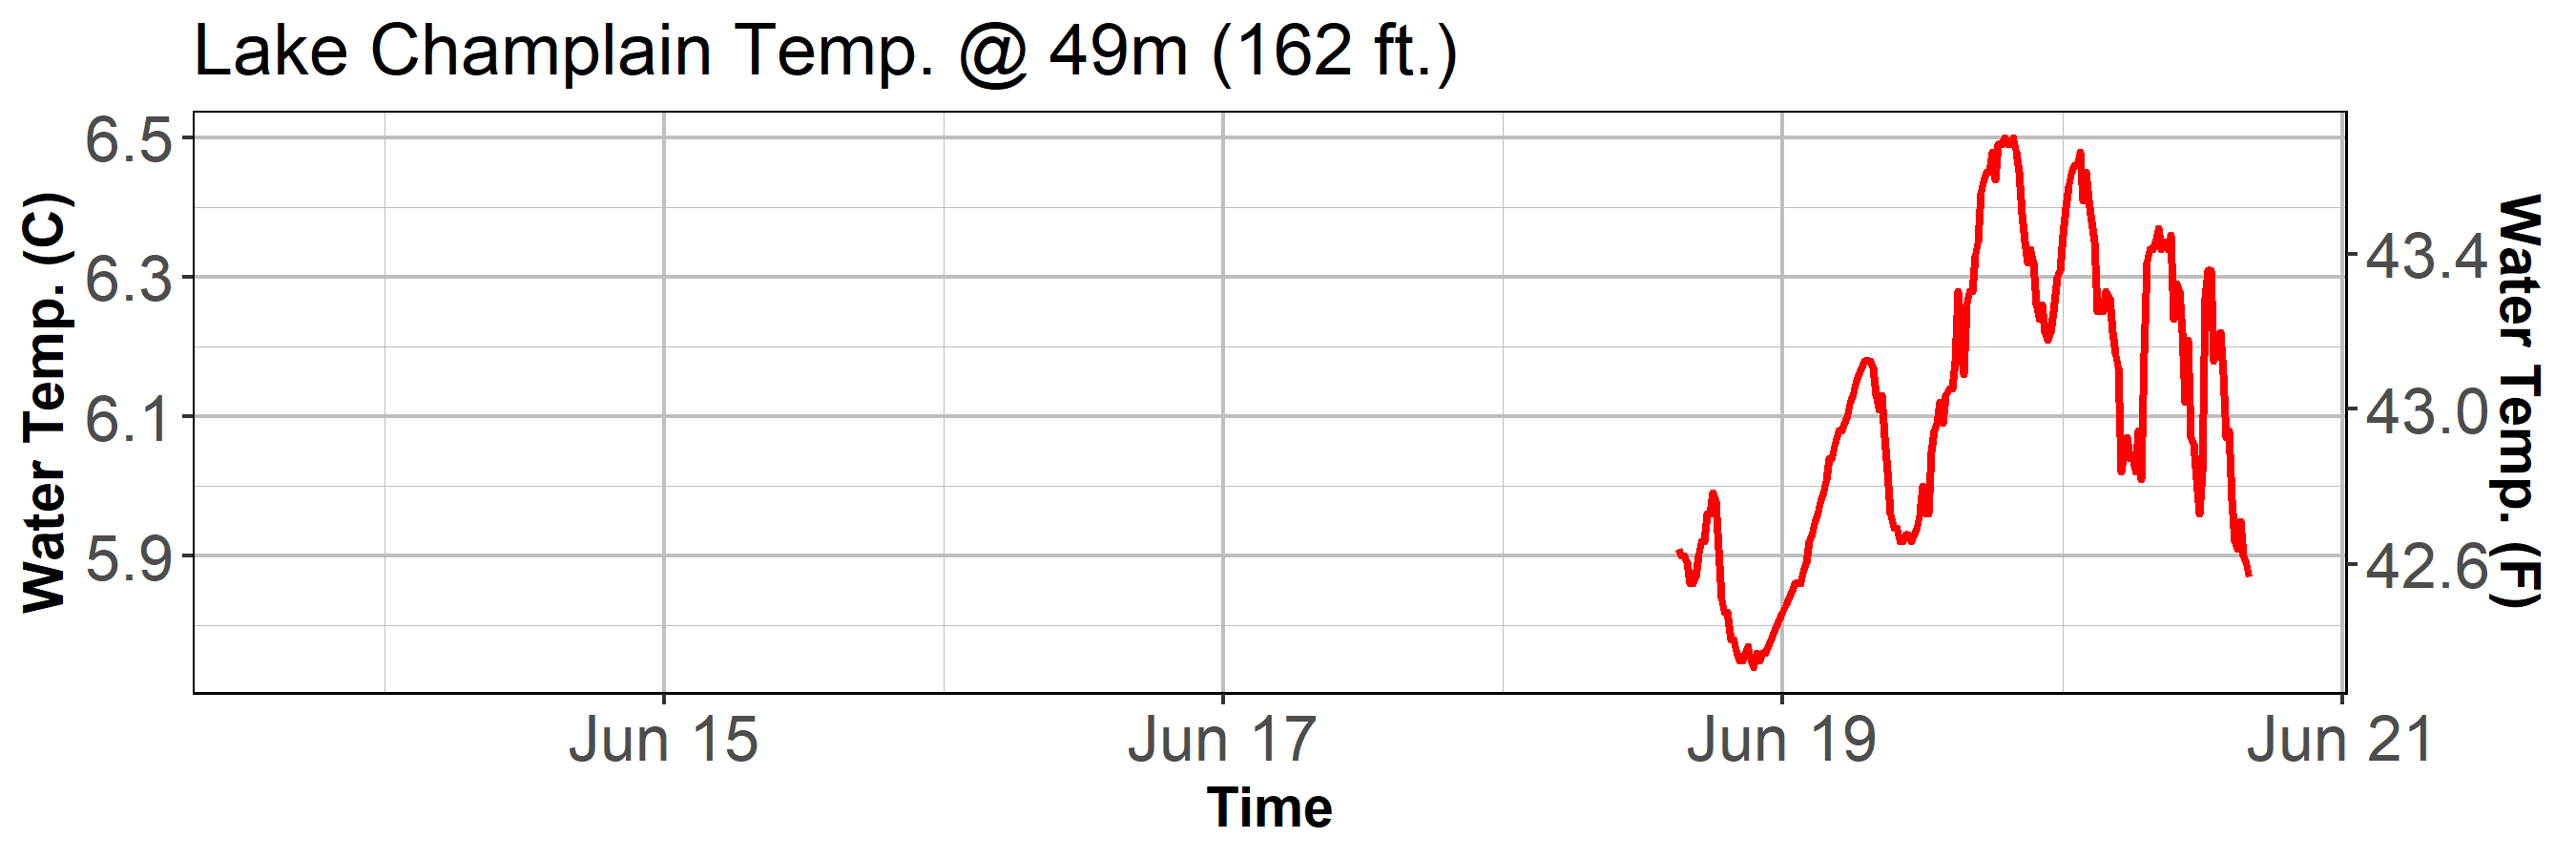 Lake Champlain Temp. @ 49m (162 ft.)
Water Temp. (C)
6.5
6.3
6.1
5.9
43.4
43.0
42.6
Water Temp. (F)
Jun 15 Jun 17 Jun 19 Jun 21
Time